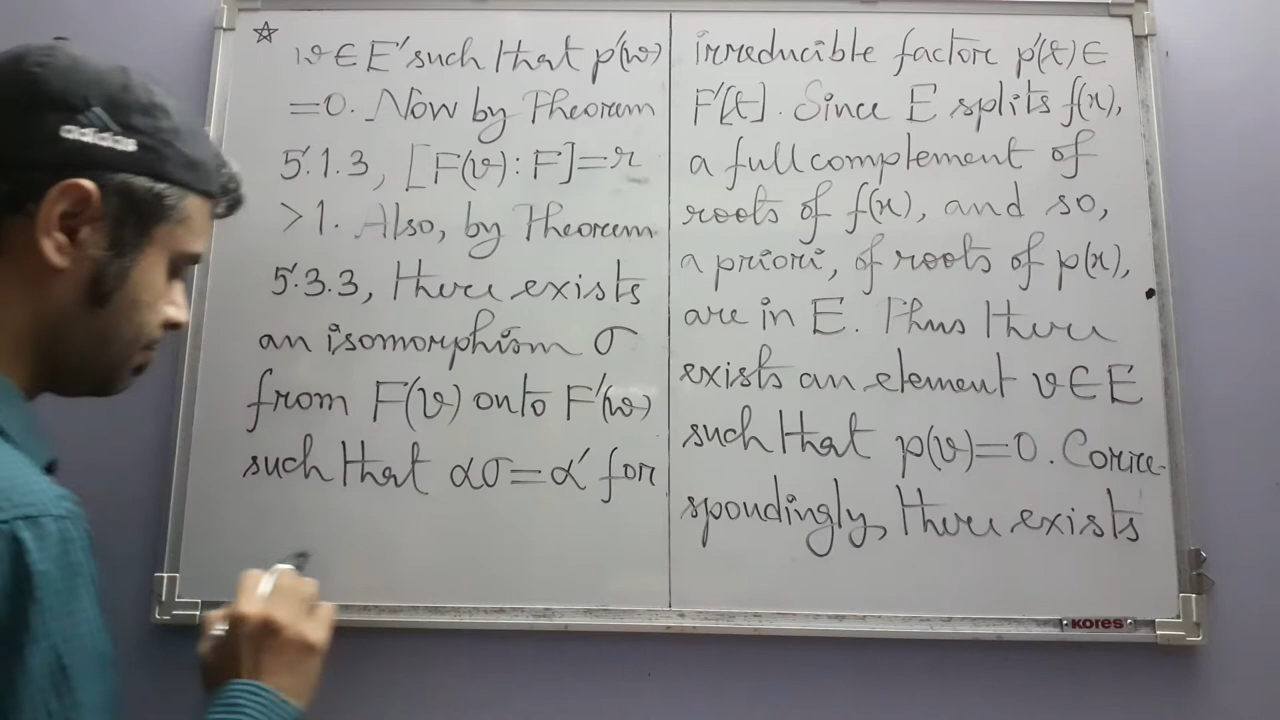 ☆
w ∈ E' such that p'(w)
=0. Now by Theorem
5.1.3, [F(v) : F] = r
>1. Also, by Theorem
5.3.3, there exists
an isomorphism σ
from F(v) onto F'(w)
such that ασ = α' for
irreducible factor p'(t) ∈
F'[t]. Since E splits f(x),
a full complement of
roots of f(x), and so,
a priori, of roots of p(x),
are in E. Thus there
exists an element v ∈ E
such that p(v)=0. Corre-
spondingly, there exists
adidas
KORES